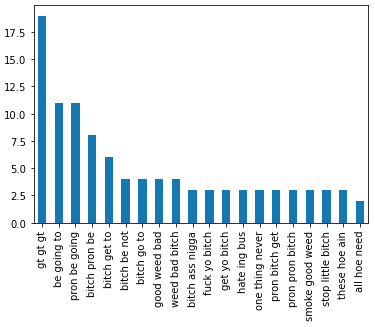 17.5
15.0
12.5
10.0
7.5
5.0
2.5
0.0
gt gt gt
be going to
pron be going
bitch pron be
bitch get to
bitch be not
bitch go to
good weed bad
weed bad bitch
bitch ass nigga
fuck yo bitch
get yo bitch
hate ing bus
one thing never
pron bitch get
pron pron bitch
smoke good weed
stop little bitch
these hoe ain
all hoe need